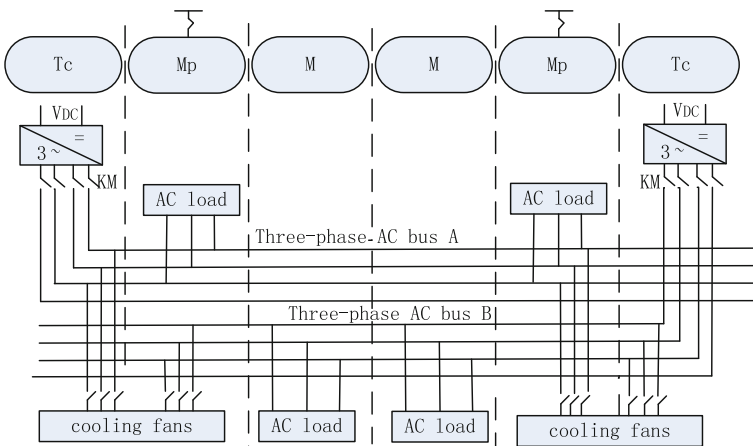 Tc Mp M M Mp Tc
VDC VDC
=
3~
=
3~
KM KM
AC load AC load
Three-phase AC bus A
Three-phase AC bus B
cooling fans AC load AC load cooling fans